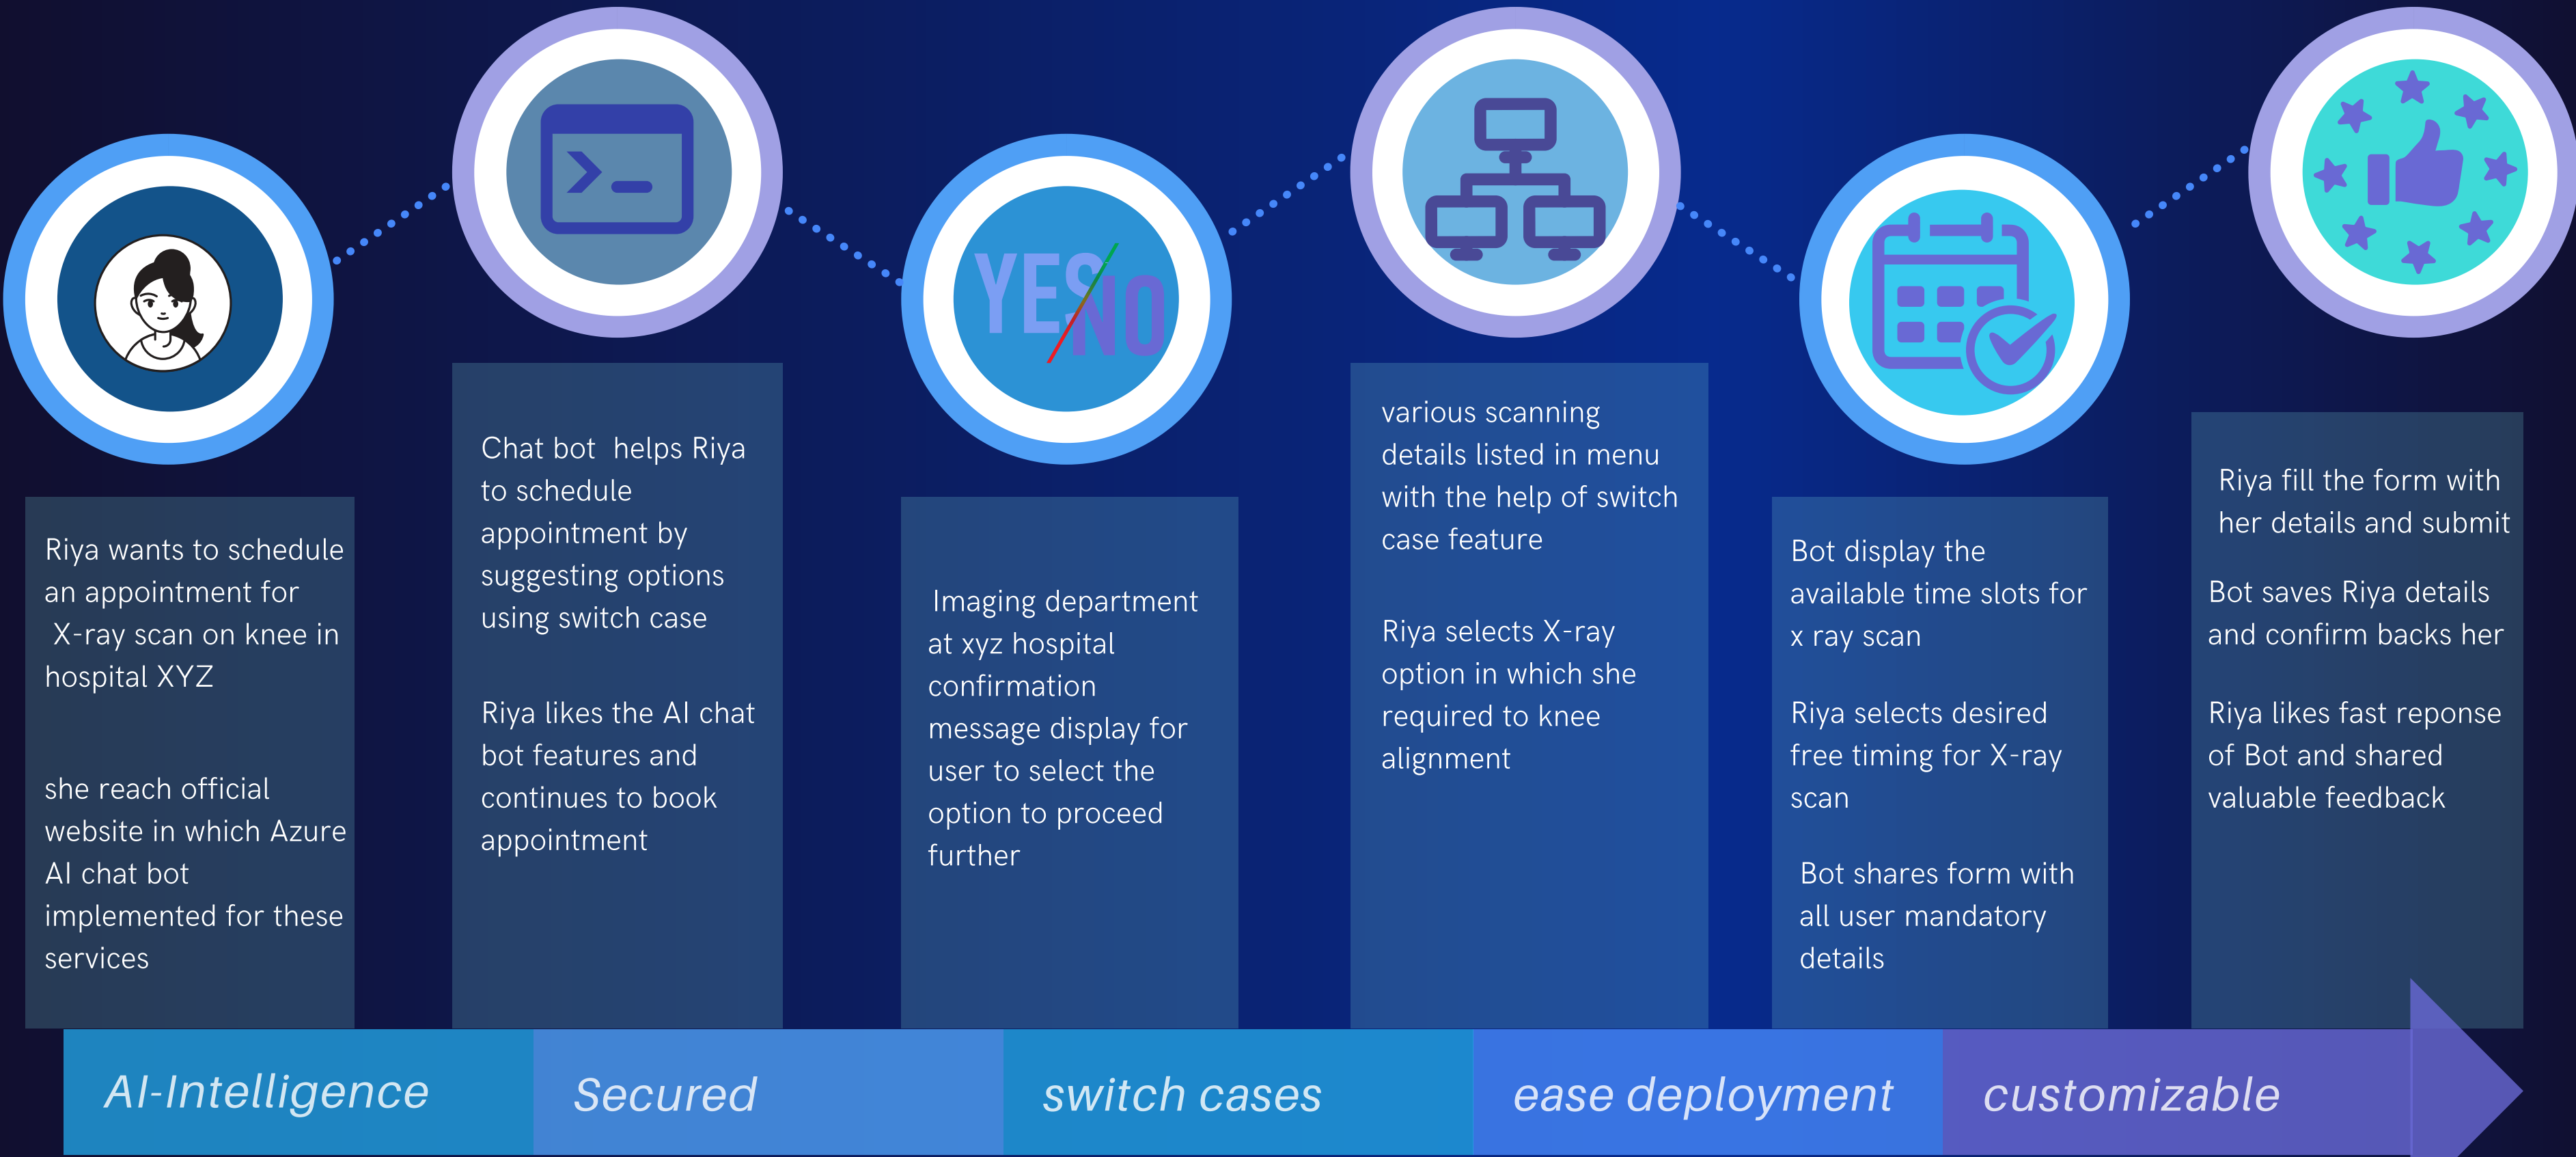 YES
NO
Riya wants to schedule
an appointment for
X-ray scan on knee in
hospital XYZ
she reach official
website in which Azure
AI chat bot
implemented for these
services
Chat bot  helps Riya
to schedule
appointment by
suggesting options
using switch case
Riya likes the AI chat
bot features and
continues to book
appointment
Imaging department
at xyz hospital
confirmation
message display for
user to select the
option to proceed
further
various scanning
details listed in menu
with the help of switch
case feature
Riya selects X-ray
option in which she
required to knee
alignment
Bot display the
available time slots for
x ray scan
Riya selects desired
free timing for X-ray
scan
Bot shares form with
all user mandatory
details
Riya fill the form with
her details and submit
Bot saves Riya details
and confirm backs her
Riya likes fast reponse
of Bot and shared
valuable feedback
AI-Intelligence
Secured
switch cases
ease deployment
customizable